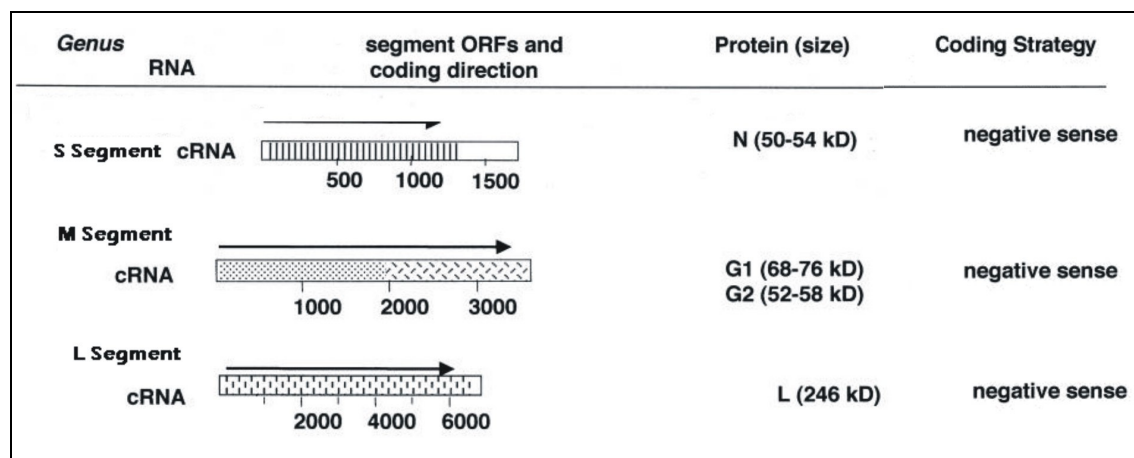 Genus RNA segment ORFs and coding direction Protein (size) Coding Strategy
S Segment cRNA N (50-54 kD) negative sense
500 1000 1500
M Segment
cRNA G1 (68-76 kD) negative sense
G2 (52-58 kD)
1000 2000 3000
L Segment
cRNA L (246 kD) negative sense
2000 4000 6000